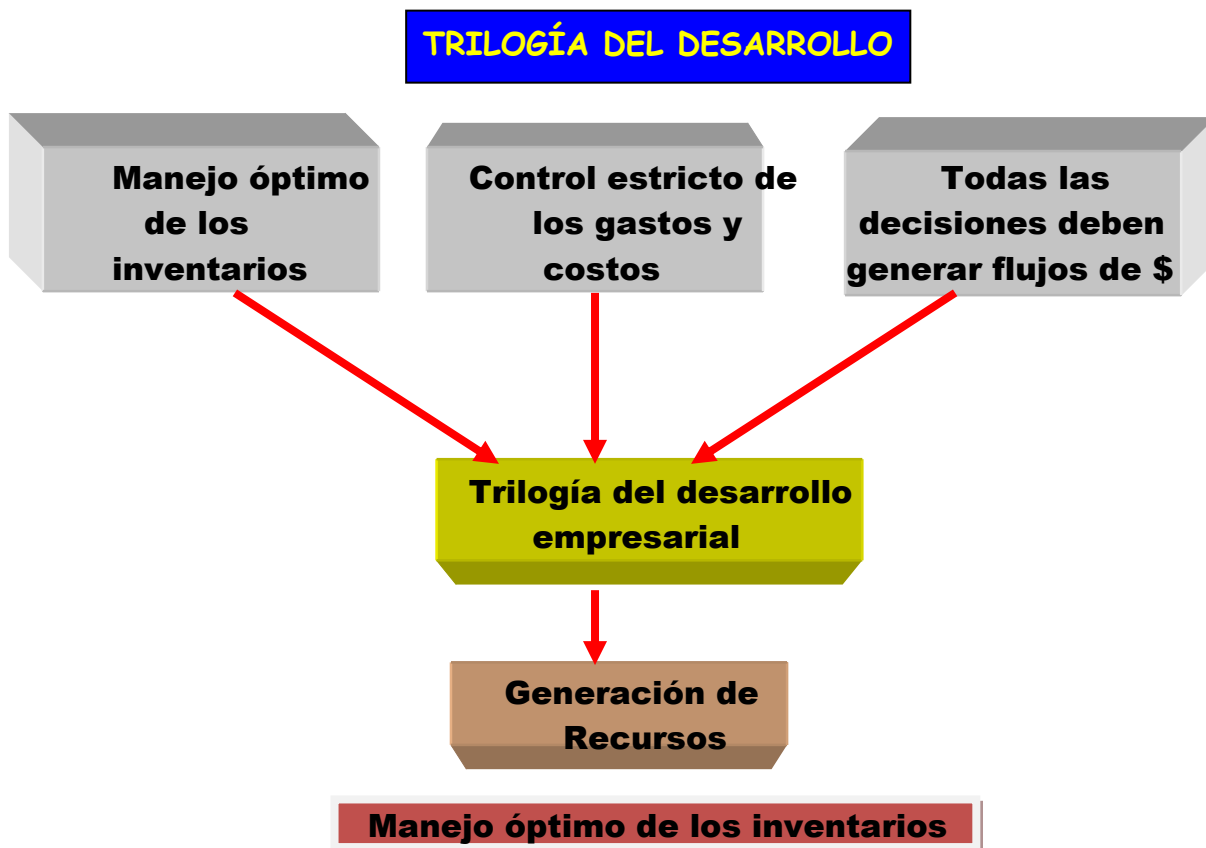 TRILOGÍA DEL DESARROLLO
Manejo óptimo
de los
inventarios
Control estricto de
los gastos y
costos
Todas las
decisiones deben
generar flujos de $
Trilogía del desarrollo
empresarial
Generación de
Recursos
Manejo óptimo de los inventarios